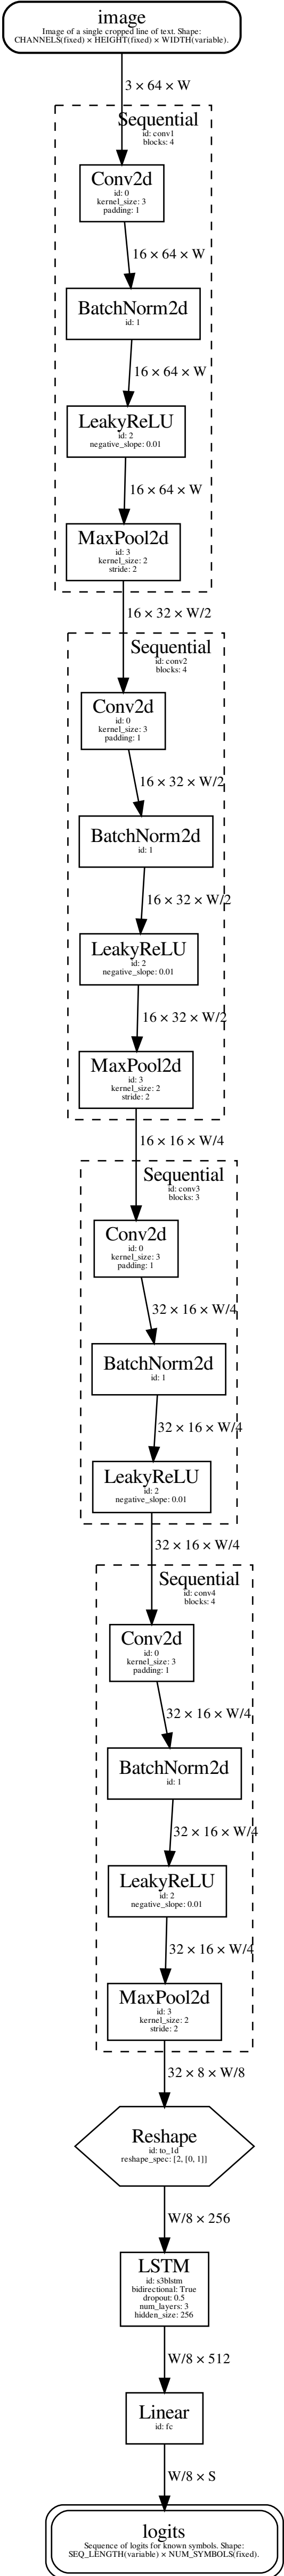 image
Image of a single cropped line of text. Shape:
CHANNELS(fixed) × HEIGHT(fixed) × WIDTH(variable).
3 × 64 × W
Sequential
id: conv1
blocks: 4
Conv2d
id: 0
kernel_size: 3
padding: 1
16 × 64 × W
BatchNorm2d
id: 1
16 × 64 × W
LeakyReLU
id: 2
negative_slope: 0.01
16 × 64 × W
MaxPool2d
id: 3
kernel_size: 2
stride: 2
16 × 32 × W/2
Sequential
id: conv2
blocks: 4
Conv2d
id: 0
kernel_size: 3
padding: 1
16 × 32 × W/2
BatchNorm2d
id: 1
16 × 32 × W/2
LeakyReLU
id: 2
negative_slope: 0.01
16 × 32 × W/2
MaxPool2d
id: 3
kernel_size: 2
stride: 2
16 × 16 × W/4
Sequential
id: conv3
blocks: 3
Conv2d
id: 0
kernel_size: 3
padding: 1
32 × 16 × W/4
BatchNorm2d
id: 1
32 × 16 × W/4
LeakyReLU
id: 2
negative_slope: 0.01
32 × 16 × W/4
Sequential
id: conv4
blocks: 4
Conv2d
id: 0
kernel_size: 3
padding: 1
32 × 16 × W/4
BatchNorm2d
id: 1
32 × 16 × W/4
LeakyReLU
id: 2
negative_slope: 0.01
32 × 16 × W/4
MaxPool2d
id: 3
kernel_size: 2
stride: 2
32 × 8 × W/8
Reshape
id: to_1d
reshape_spec: [2, [0, 1]]
W/8 × 256
LSTM
id: s3blstm
bidirectional: True
dropout: 0.5
num_layers: 3
hidden_size: 256
W/8 × 512
Linear
id: fc
W/8 × S
logits
Sequence of logits for known symbols. Shape:
SEQ_LENGTH(variable) × NUM_SYMBOLS(fixed).